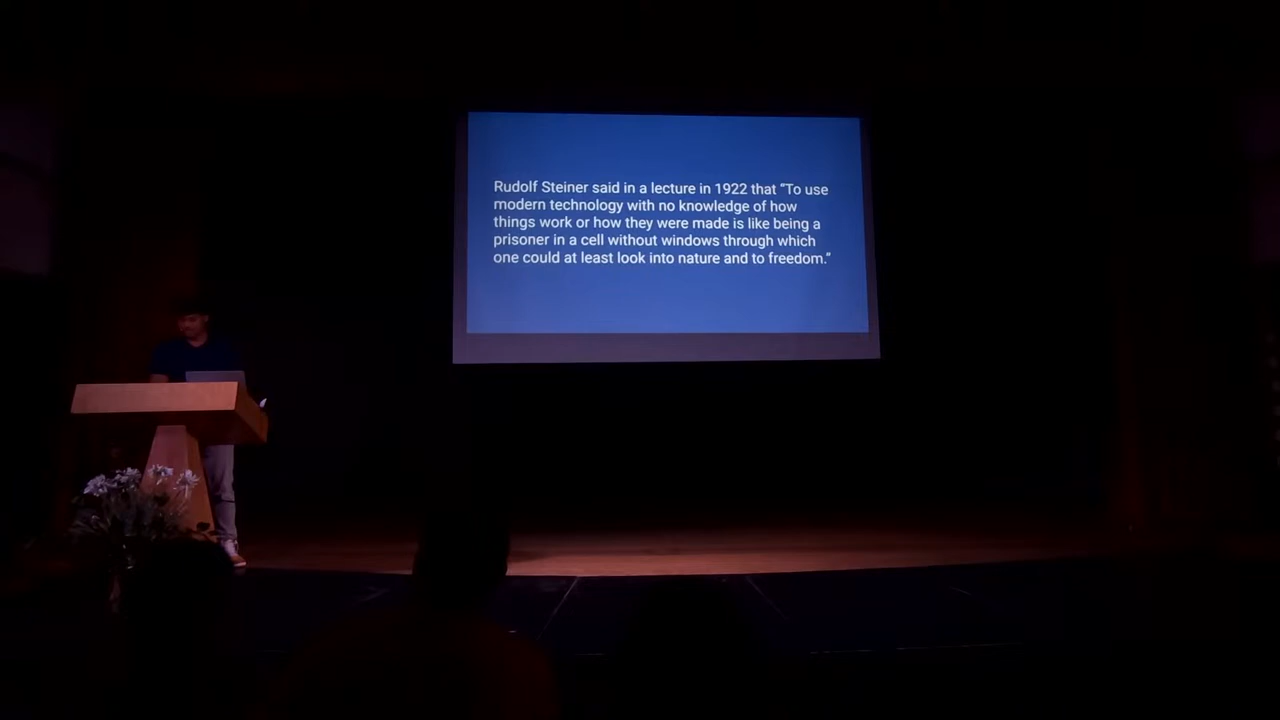 Rudolf Steiner said in a lecture in 1922 that “To use
modern technology with no knowledge of how
things work or how they were made is like being a
prisoner in a cell without windows through which
one could at least look into nature and to freedom.”